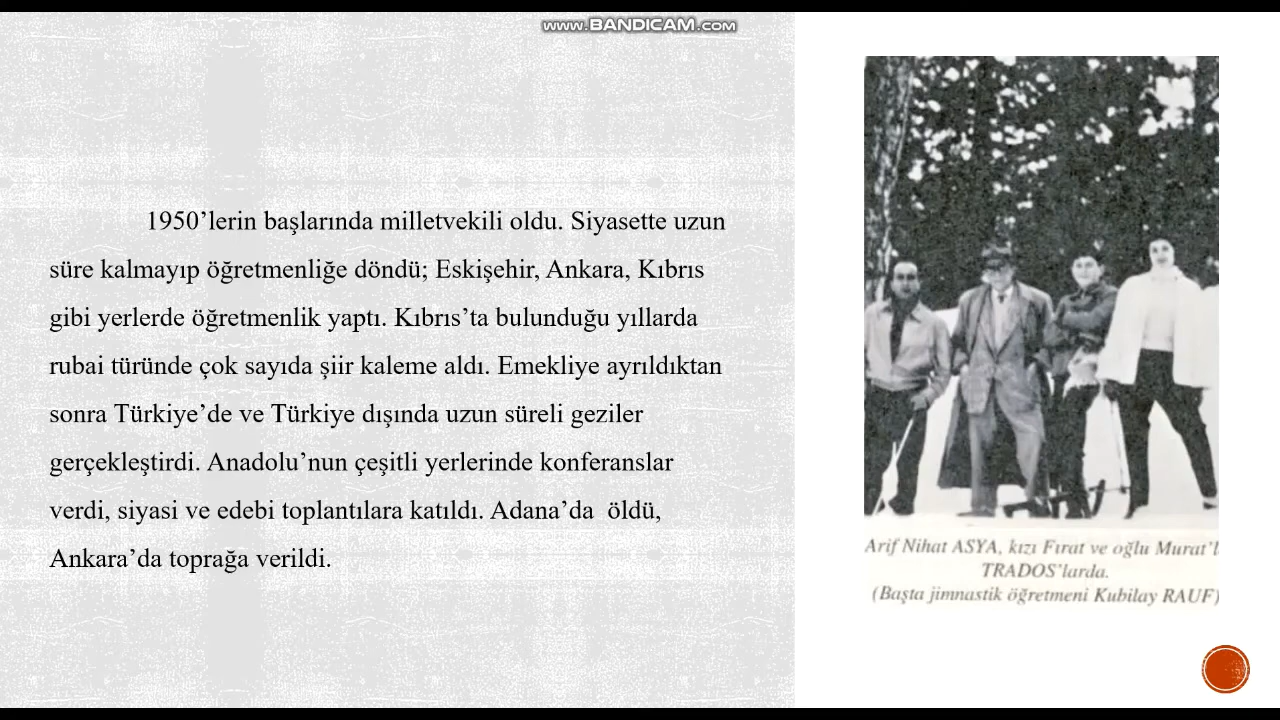 www.BANDICAM.com
1950’lerin başlarında milletvekili oldu. Siyasette uzun
süre kalmayıp öğretmenliğe döndü; Eskişehir, Ankara, Kıbrıs
gibi yerlerde öğretmenlik yaptı. Kıbrıs’ta bulunduğu yıllarda
rubai türünde çok sayıda şiir kaleme aldı. Emekliye ayrıldıktan
sonra Türkiye’de ve Türkiye dışında uzun süreli geziler
gerçekleştirdi. Anadolu’nun çeşitli yerlerinde konferanslar
verdi, siyasi ve edebi toplantılara katıldı. Adana’da  öldü,
Ankara’da toprağa verildi.
Arif Nihat ASYA, kızı Fırat ve oğlu Murat’l
TRADOS’larda.
(Başta jimnastik öğretmeni Kubilay RAUF)